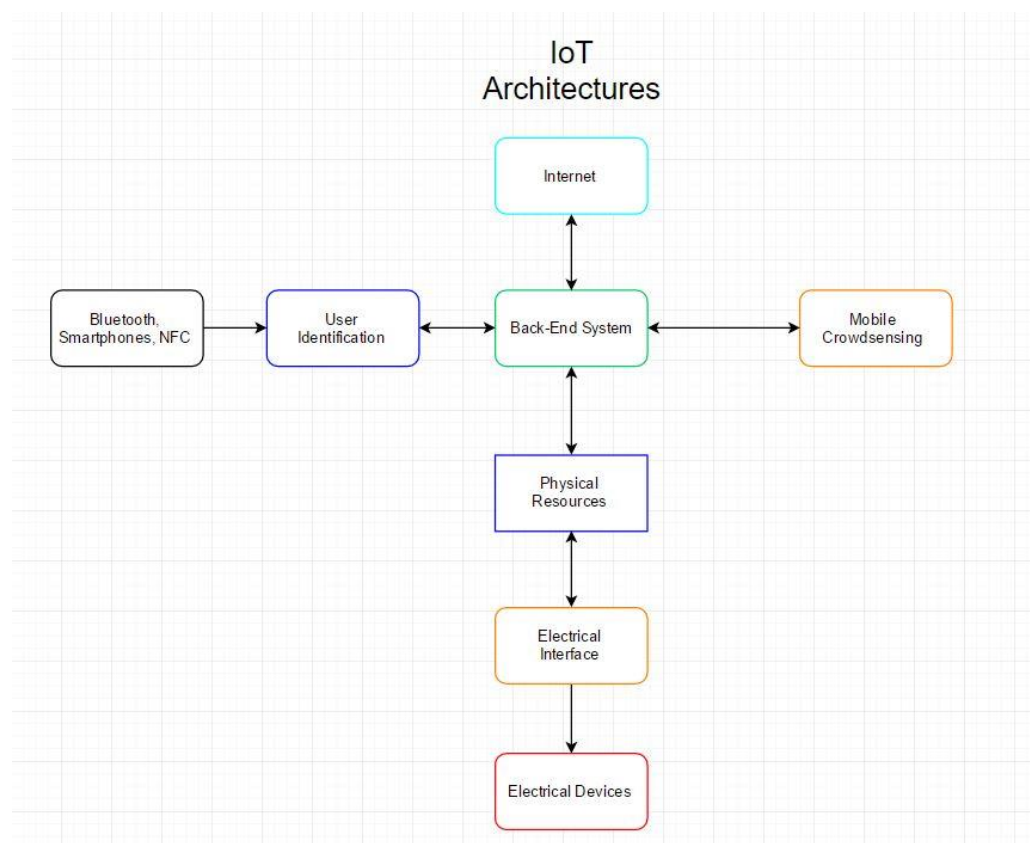 IoT
Architectures
Internet
Bluetooth,
Smartphones, NFC
User
Identification
Back-End System
Mobile
Crowdsensing
Physical
Resources
Electrical
Interface
Electrical Devices